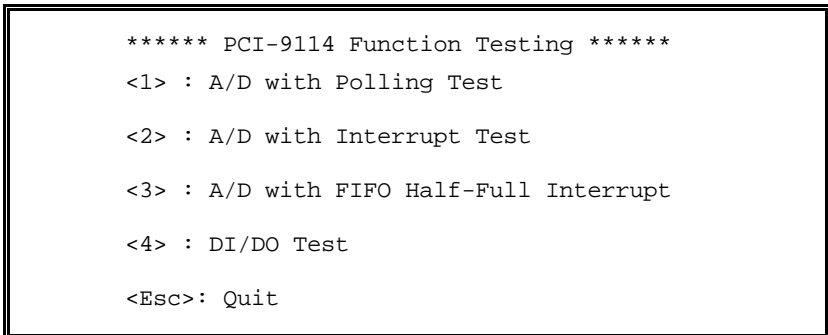 ****** PCI-9114 Function Testing ******
<1> : A/D with Polling Test
<2> : A/D with Interrupt Test
<3> : A/D with FIFO Half-Full Interrupt
<4> : DI/DO Test
<Esc>: Quit